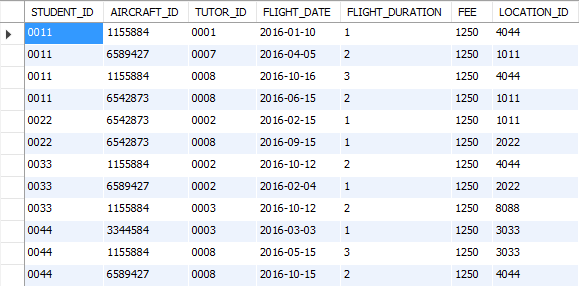 STUDENT_ID AIRCRAFT_ID TUTOR_ID FLIGHT_DATE FLIGHT_DURATION FEE LOCATION_ID
0011 1155884 0001 2016-01-10 1 1250 4044
0011 6589427 0007 2016-04-05 2 1250 1011
0011 1155884 0008 2016-10-16 3 1250 4044
0011 6542873 0008 2016-06-15 2 1250 1011
0022 6542873 0002 2016-02-15 1 1250 1011
0022 6542873 0008 2016-09-15 1 1250 2022
0033 1155884 0002 2016-10-12 2 1250 4044
0033 6589427 0002 2016-02-04 1 1250 2022
0033 1155884 0003 2016-10-12 2 1250 8088
0044 3344584 0003 2016-03-03 1 1250 3033
0044 1155884 0008 2016-05-15 3 1250 3033
0044 6589427 0008 2016-10-15 2 1250 4044